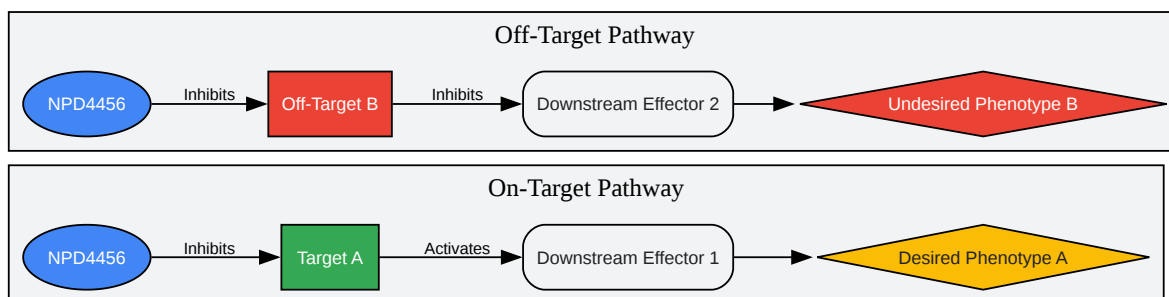 Off-Target Pathway
NPD4456
Inhibits
Off-Target B
Inhibits
Downstream Effector 2
Undesired Phenotype B
On-Target Pathway
NPD4456
Inhibits
Target A
Activates
Downstream Effector 1
Desired Phenotype A